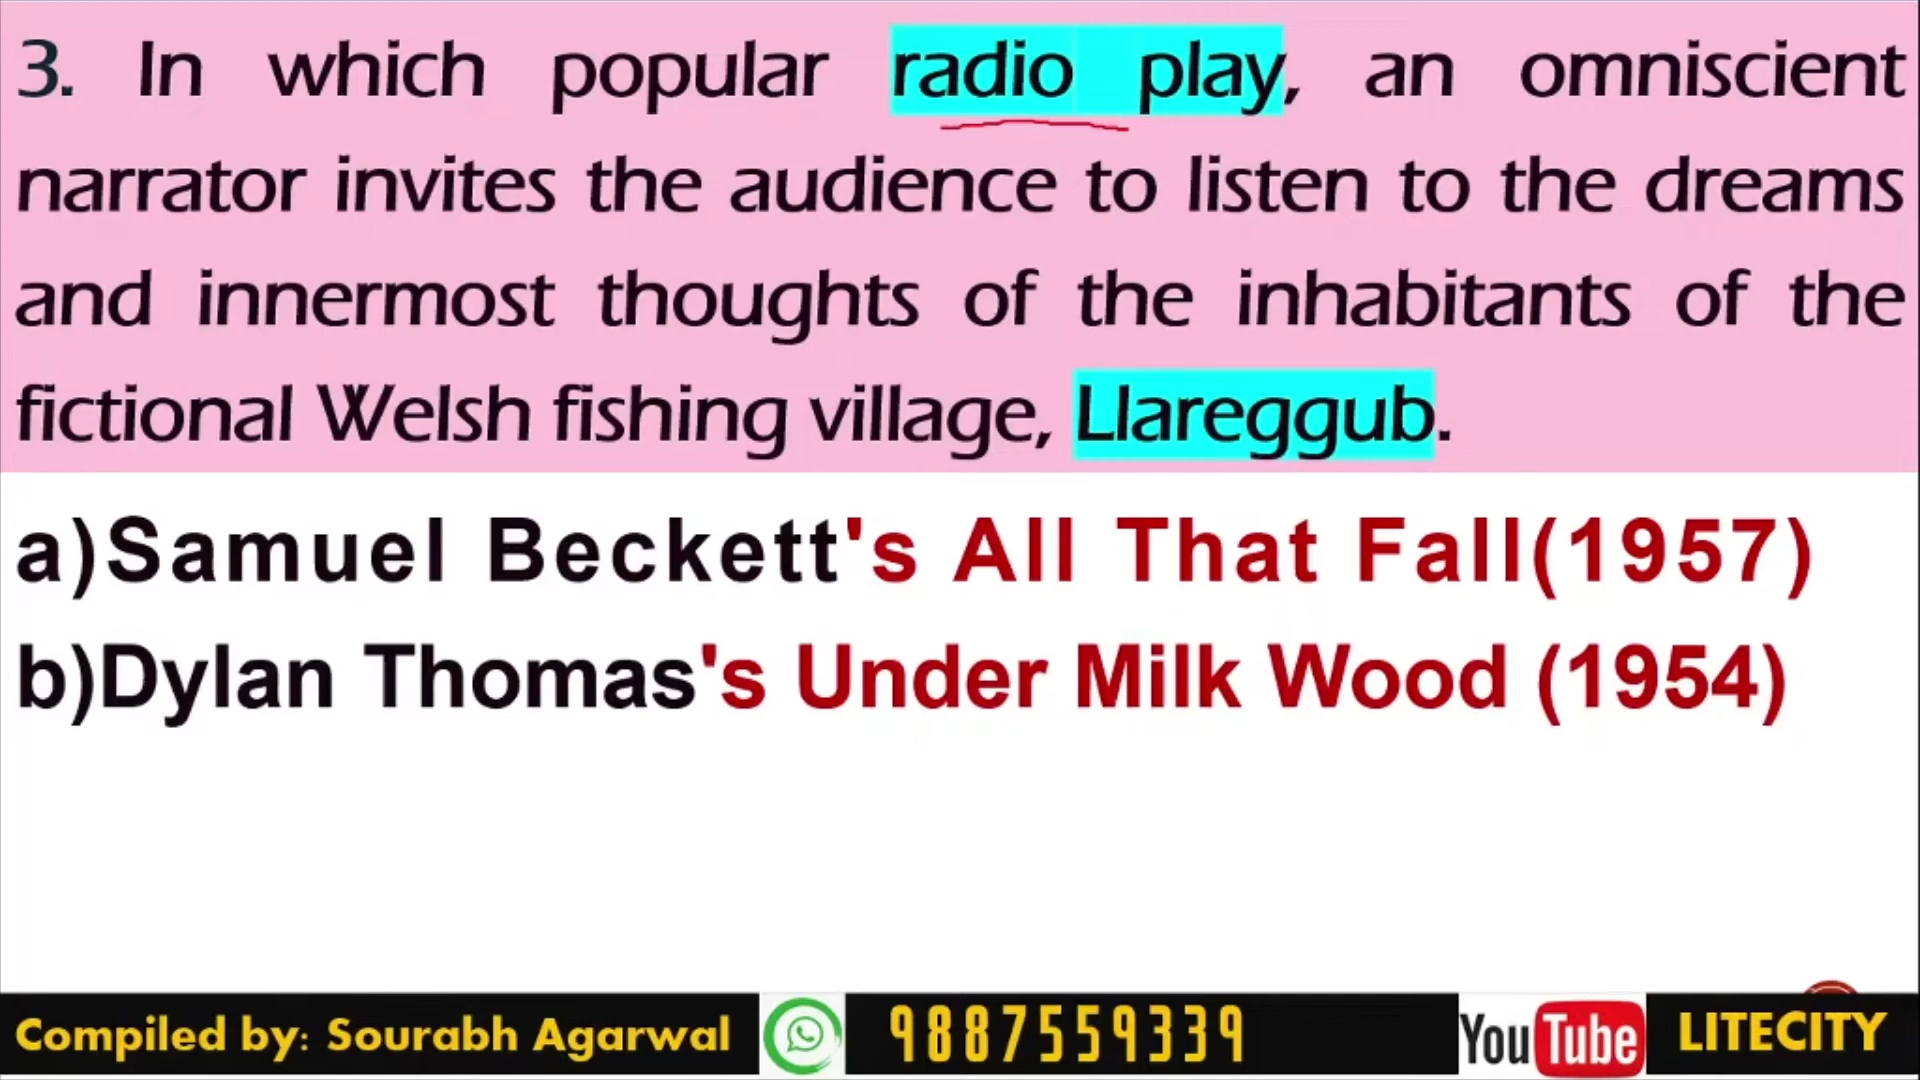 3. In which popular radio play, an omniscient
narrator invites the audience to listen to the dreams
and innermost thoughts of the inhabitants of the
fictional Welsh fishing village, Llareggub.
a)Samuel Beckett's All That Fall(1957)
b)Dylan Thomas's Under Milk Wood (1954)
Compiled by: Sourabh Agarwal 9887559339 YouTube LITECITY